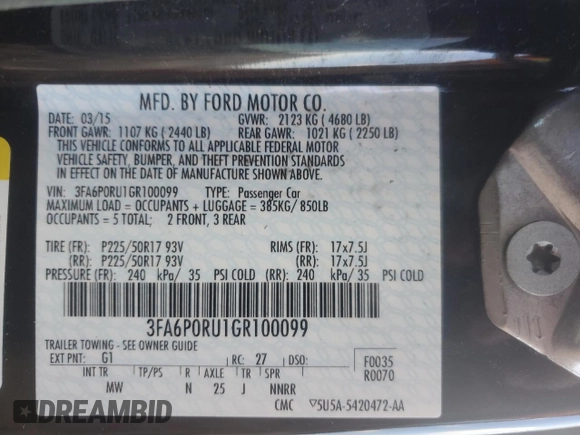 MFD. BY FORD MOTOR CO.
DATE: 03/15 GVWR: 2123 KG ( 4680 LB)
FRONT GAWR: 1107 KG ( 2440 LB) REAR GAWR: 1021 KG ( 2250 LB)
THIS VEHICLE CONFORMS TO ALL APPLICABLE FEDERAL MOTOR
VEHICLE SAFETY, BUMPER, AND THEFT PREVENTION STANDARDS
IN EFFECT ON THE DATE OF MANUFACTURE SHOWN ABOVE.
VIN: 3FA6P0RU1GR100099 TYPE: Passenger Car
MAXIMUM LOAD = OCCUPANTS + LUGGAGE = 385KG/ 850LB
OCCUPANTS = 5 TOTAL: 2 FRONT, 3 REAR
TIRE (FR): P225/50R17 93V RIMS (FR): 17x7.5J
(RR): P225/50R17 93V (RR): 17x7.5J
PRESSURE (FR): 240 kPa/ 35 PSI COLD (RR): 240 kPa/ 35 PSI COLD
3FA6P0RU1GR100099
TRAILER TOWING - SEE OWNER GUIDE
EXT PNT: G1 RC: 27 DSO: F0035
R0070
INT TR TP/PS R AXLE TR SPR
MW N 25 J NNRR
CMC ▽5U5A-5420472-AA
DREAMBID